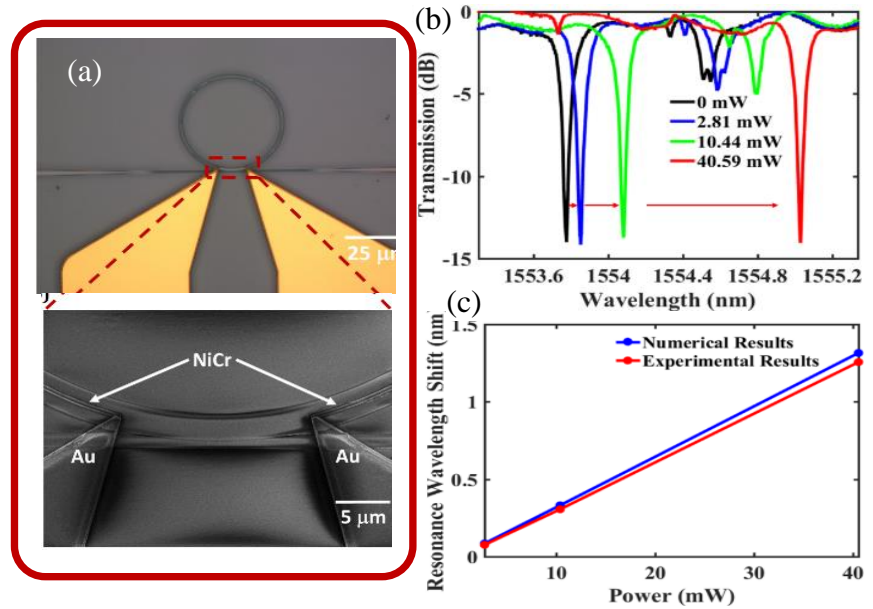 (a)
25 μm
NiCr
Au
Au
5 μm
(b)
0
-5
-10
-15
Transmission (dB)
0 mW
2.81 mW
10.44 mW
40.59 mW
1553.6
1554
1554.4
1554.8
1555.2
Wavelength (nm)
(c)
1.5
1
0.5
0
Resonance Wavelength Shift (nm)
Numerical Results
Experimental Results
10
20
30
40
Power (mW)